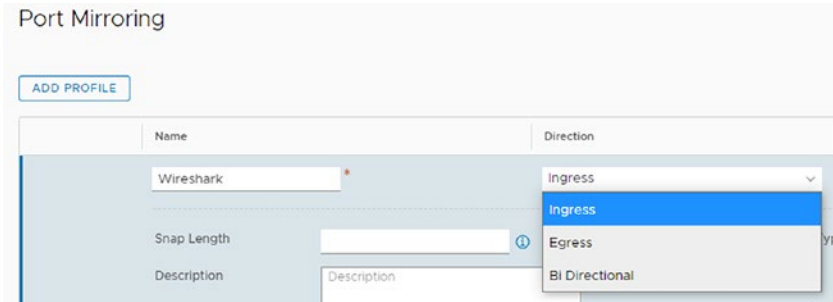 Port Mirroring
ADD PROFILE
Name Direction
Wireshark * Ingress
Ingress
Snap Length Egress
Description Description Bi Directional